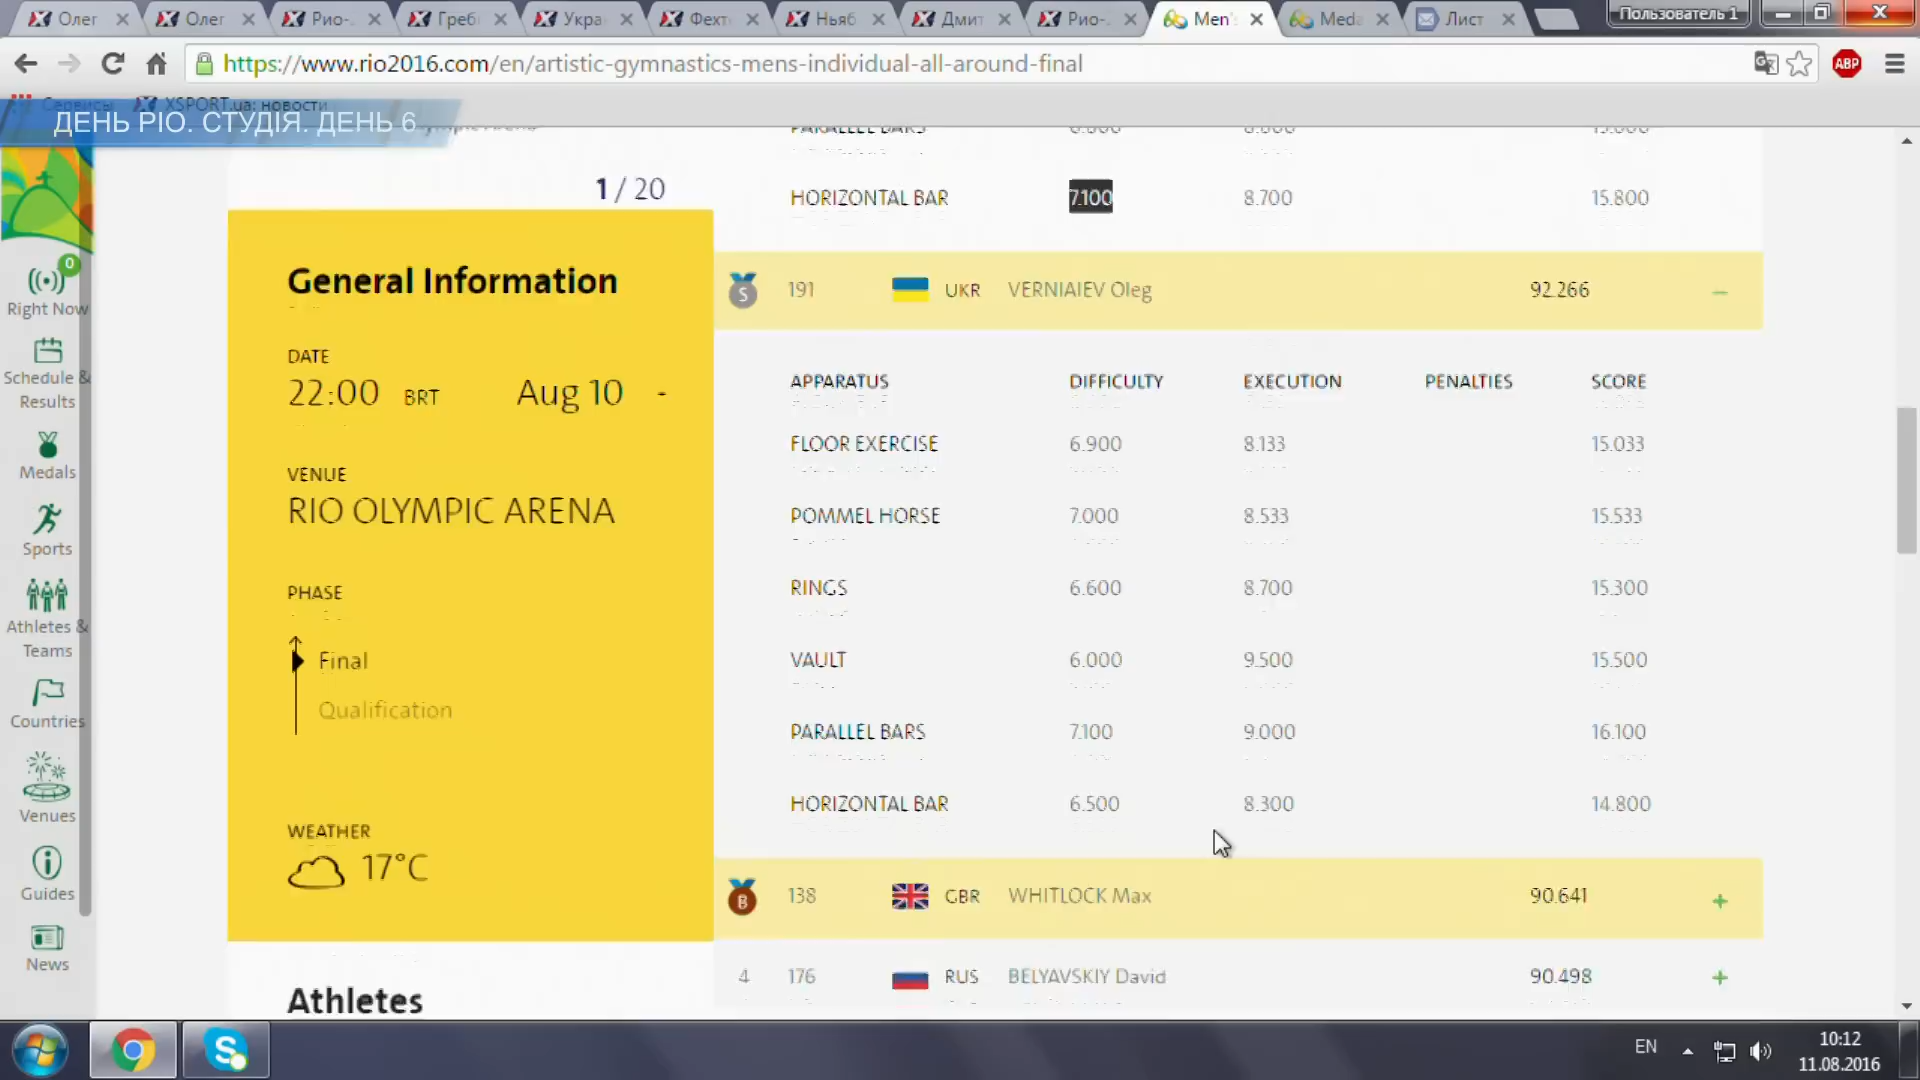 Олег
Олег
Рио-
Греб
Укра
Фехт
Ньяб
Дмит
Рио-
Men'
Meda
Лист
Пользователь 1
https://www.rio2016.com/en/artistic-gymnastics-mens-individual-all-around-final
ABP
Сервисы
XSPORT.ua: новости
ДЕНЬ РІО. СТУДІЯ. ДЕНЬ 6
PARALLEL BARS
1 / 20
HORIZONTAL BAR 7.100 8.700 15.800
0
Right Now
Schedule & Results
Medals
Sports
Athletes & Teams
Countries
Venues
Guides
News
General Information
DATE
22:00 BRT Aug 10 -
VENUE
RIO OLYMPIC ARENA
PHASE
Final
Qualification
WEATHER
17°C
Athletes
S 191 UKR VERNIAIEV Oleg 92.266 –
APPARATUS DIFFICULTY EXECUTION PENALTIES SCORE
FLOOR EXERCISE 6.900 8.133 15.033
POMMEL HORSE 7.000 8.533 15.533
RINGS 6.600 8.700 15.300
VAULT 6.000 9.500 15.500
PARALLEL BARS 7.100 9.000 16.100
HORIZONTAL BAR 6.500 8.300 14.800
B 138 GBR WHITLOCK Max 90.641 +
4 176 RUS BELYAVSKIY David 90.498 +
EN
10:12
11.08.2016